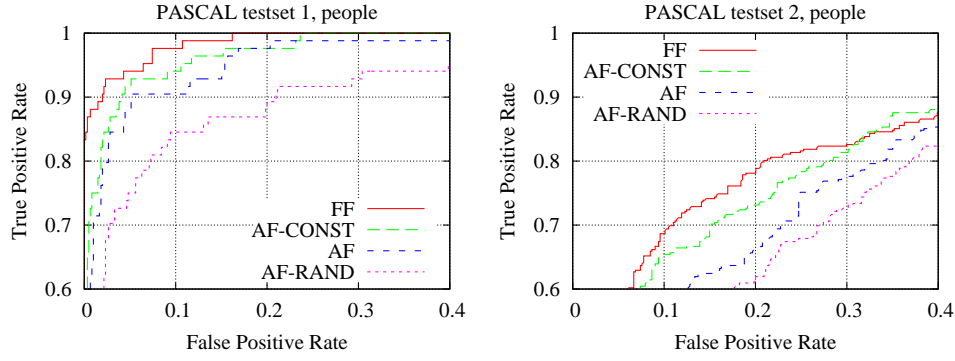 PASCAL testset 1, people
True Positive Rate
1
0.9
0.8
0.7
0.6
FF
AF-CONST
AF
AF-RAND
0
0.1
0.2
0.3
0.4
False Positive Rate
PASCAL testset 2, people
True Positive Rate
1
0.9
0.8
0.7
0.6
FF
AF-CONST
AF
AF-RAND
0
0.1
0.2
0.3
0.4
False Positive Rate